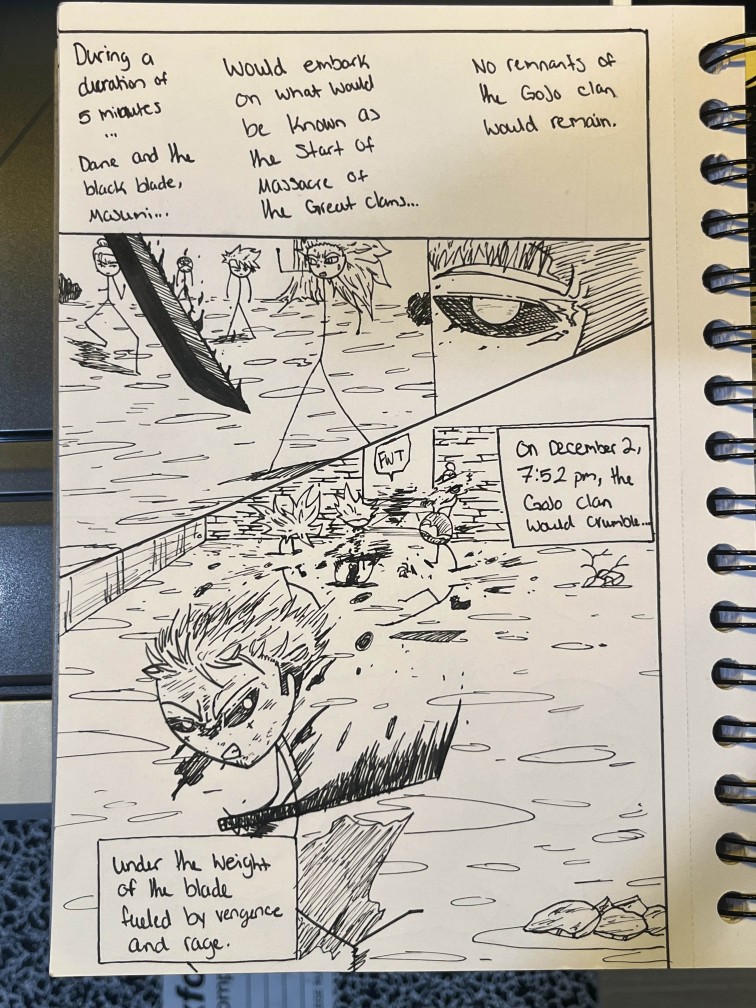 During a
duration of
5 minutes
...
Dane and the
black blade,
Masumi...
Would embark
on what would
be known as
the Start of
Massacre of
the Great clans...
No remnants of
the Gojo clan
would remain.
FWT
On December 2,
7:52 pm, the
Gojo clan
would crumble...
under the weight
of the blade
fueled by vengence
and rage.